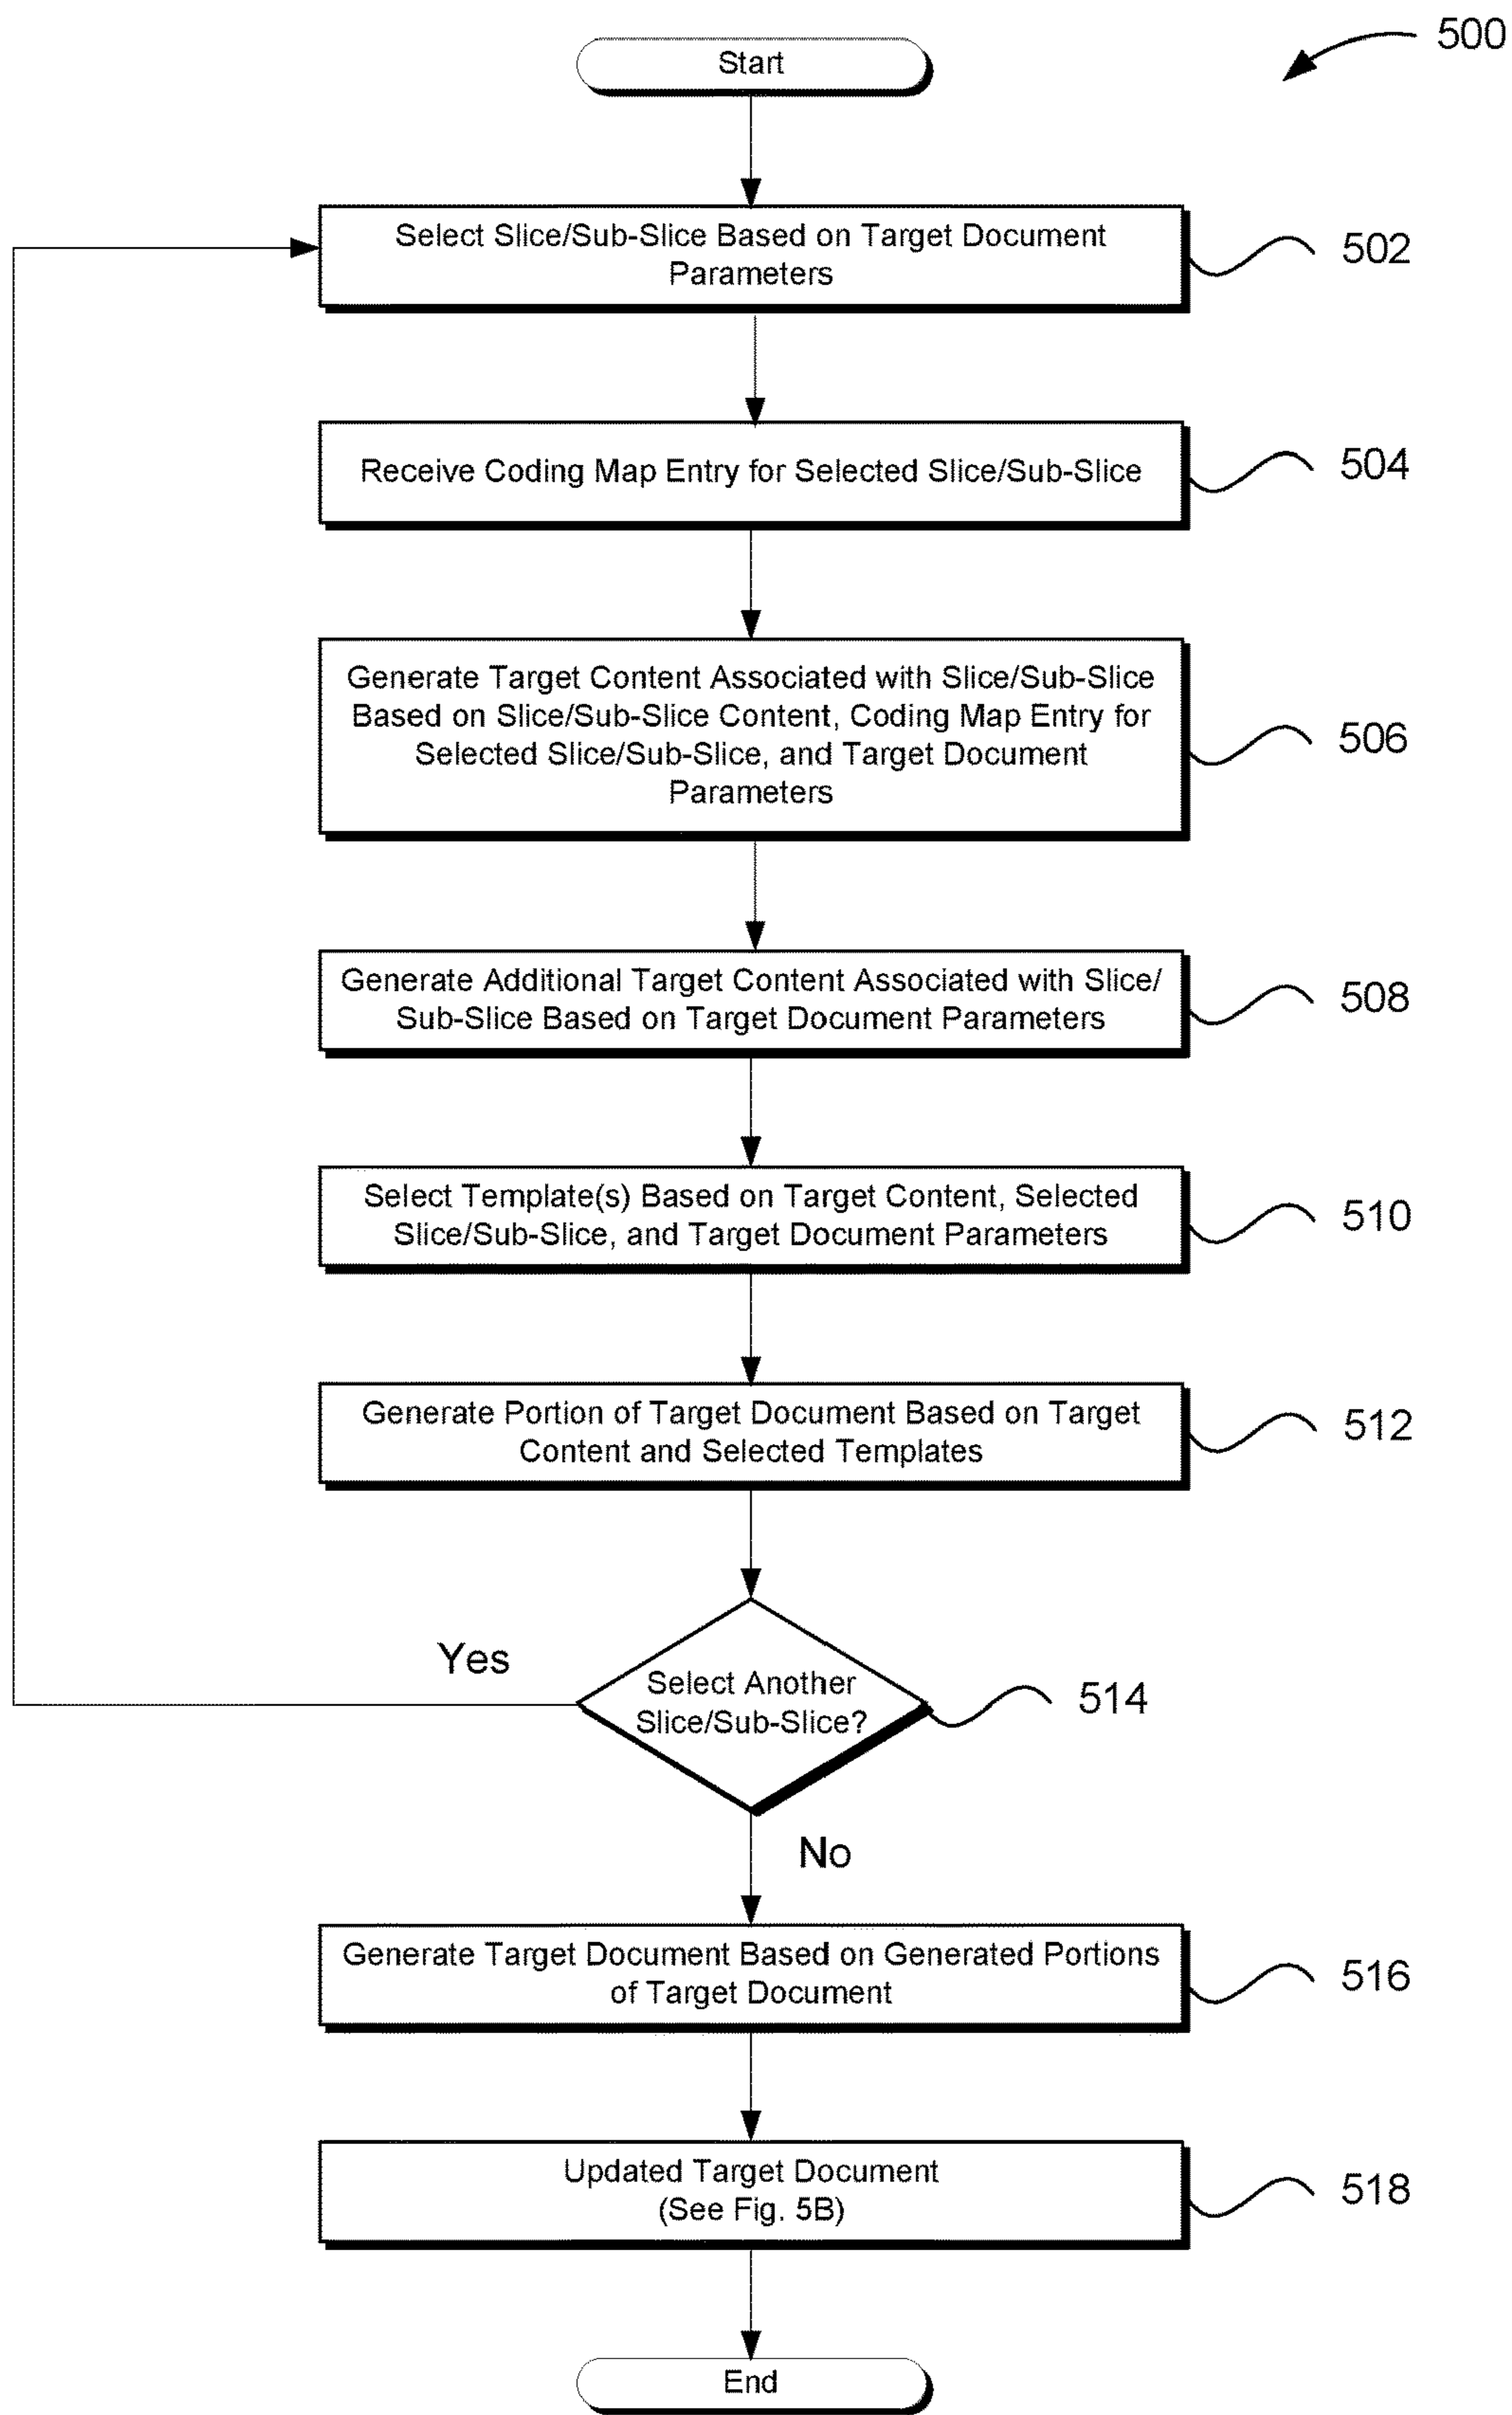 500
Start
Select Slice/Sub-Slice Based on Target Document
Parameters
502
Receive Coding Map Entry for Selected Slice/Sub-Slice
504
Generate Target Content Associated with Slice/Sub-Slice
Based on Slice/Sub-Slice Content, Coding Map Entry for
Selected Slice/Sub-Slice, and Target Document
Parameters
506
Generate Additional Target Content Associated with Slice/
Sub-Slice Based on Target Document Parameters
508
Select Template(s) Based on Target Content, Selected
Slice/Sub-Slice, and Target Document Parameters
510
Generate Portion of Target Document Based on Target
Content and Selected Templates
512
Yes
Select Another
Slice/Sub-Slice?
514
No
Generate Target Document Based on Generated Portions
of Target Document
516
Updated Target Document
(See Fig. 5B)
518
End